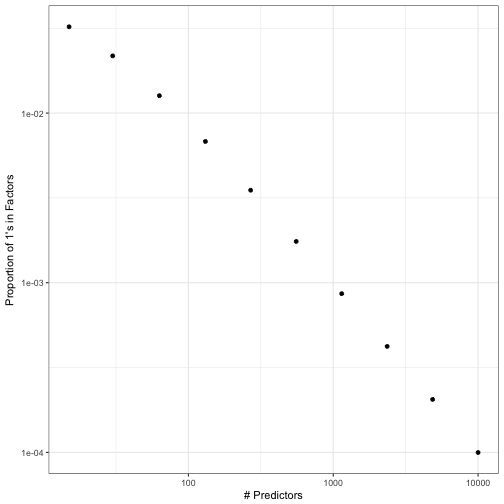 Proportion of 1's in Factors
1e-02
1e-03
1e-04
100
1000
10000
# Predictors